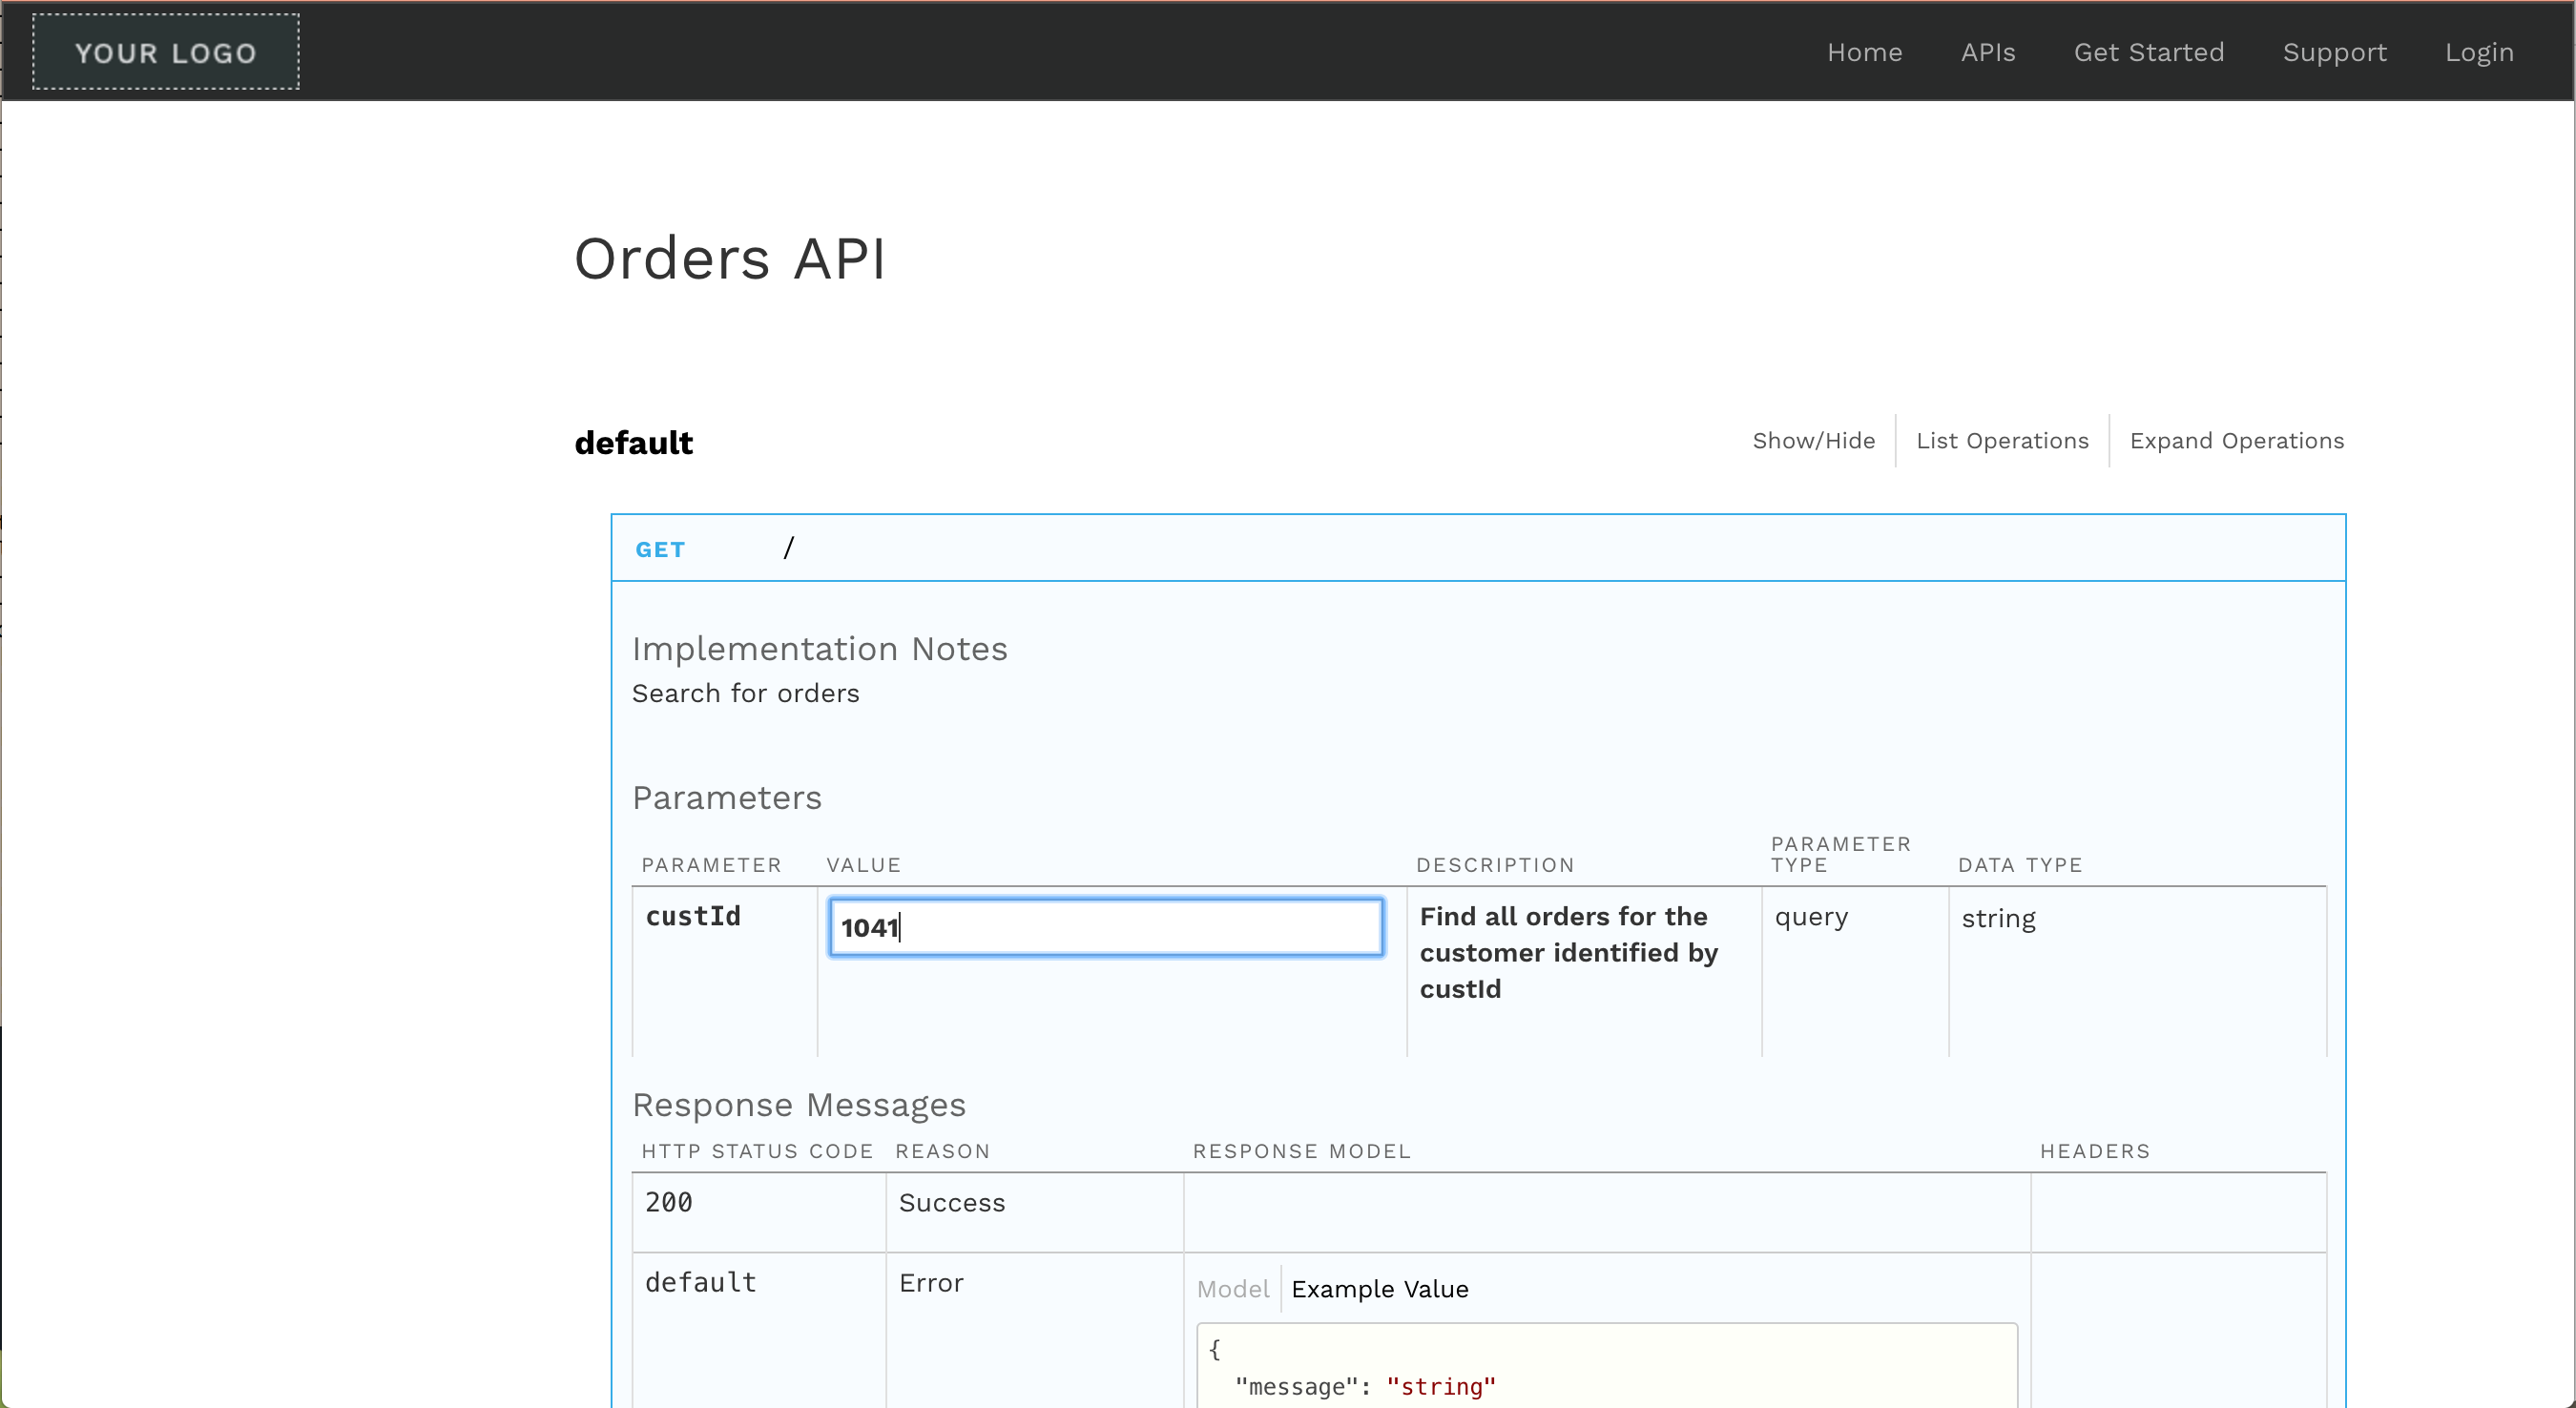 YOUR LOGO
Home APIs Get Started Support Login
Orders API
default
Show/Hide List Operations Expand Operations
GET /
Implementation Notes
Search for orders
Parameters
PARAMETER VALUE DESCRIPTION PARAMETER TYPE DATA TYPE
custId 1041 Find all orders for the customer identified by custId query string
Response Messages
HTTP STATUS CODE REASON RESPONSE MODEL HEADERS
200 Success
default Error Model Example Value
{
"message": "string"